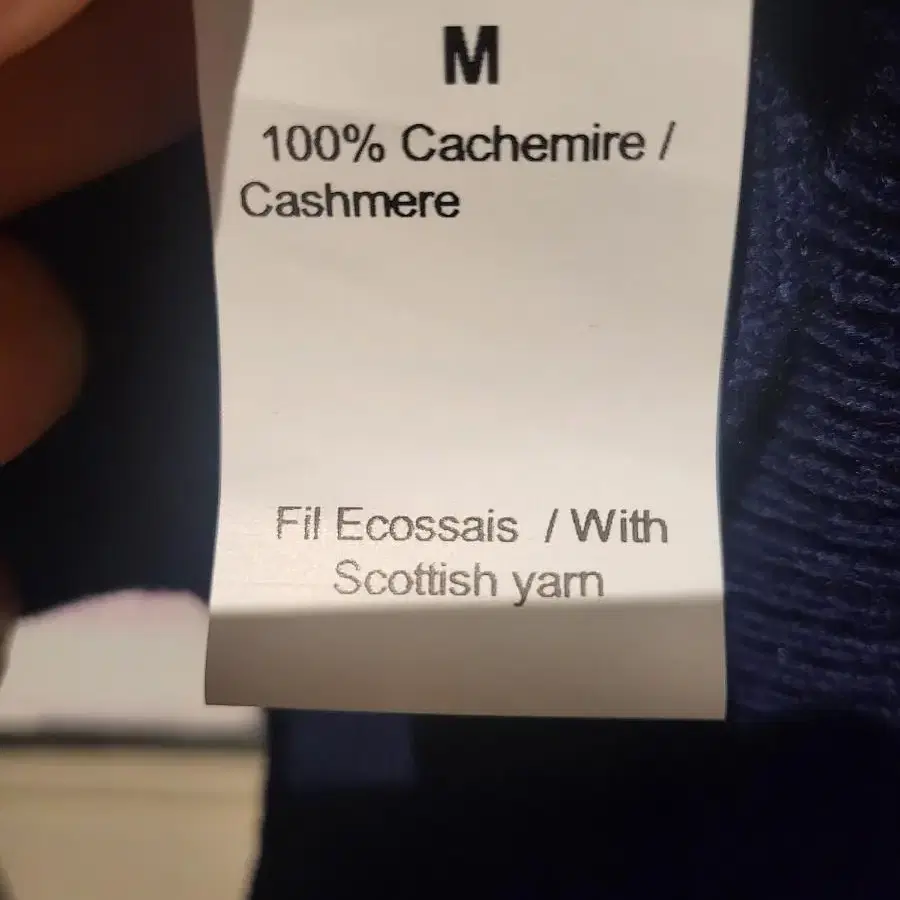 M
100% Cachemire /
Cashmere
Fil Ecossais / With
Scottish yarn